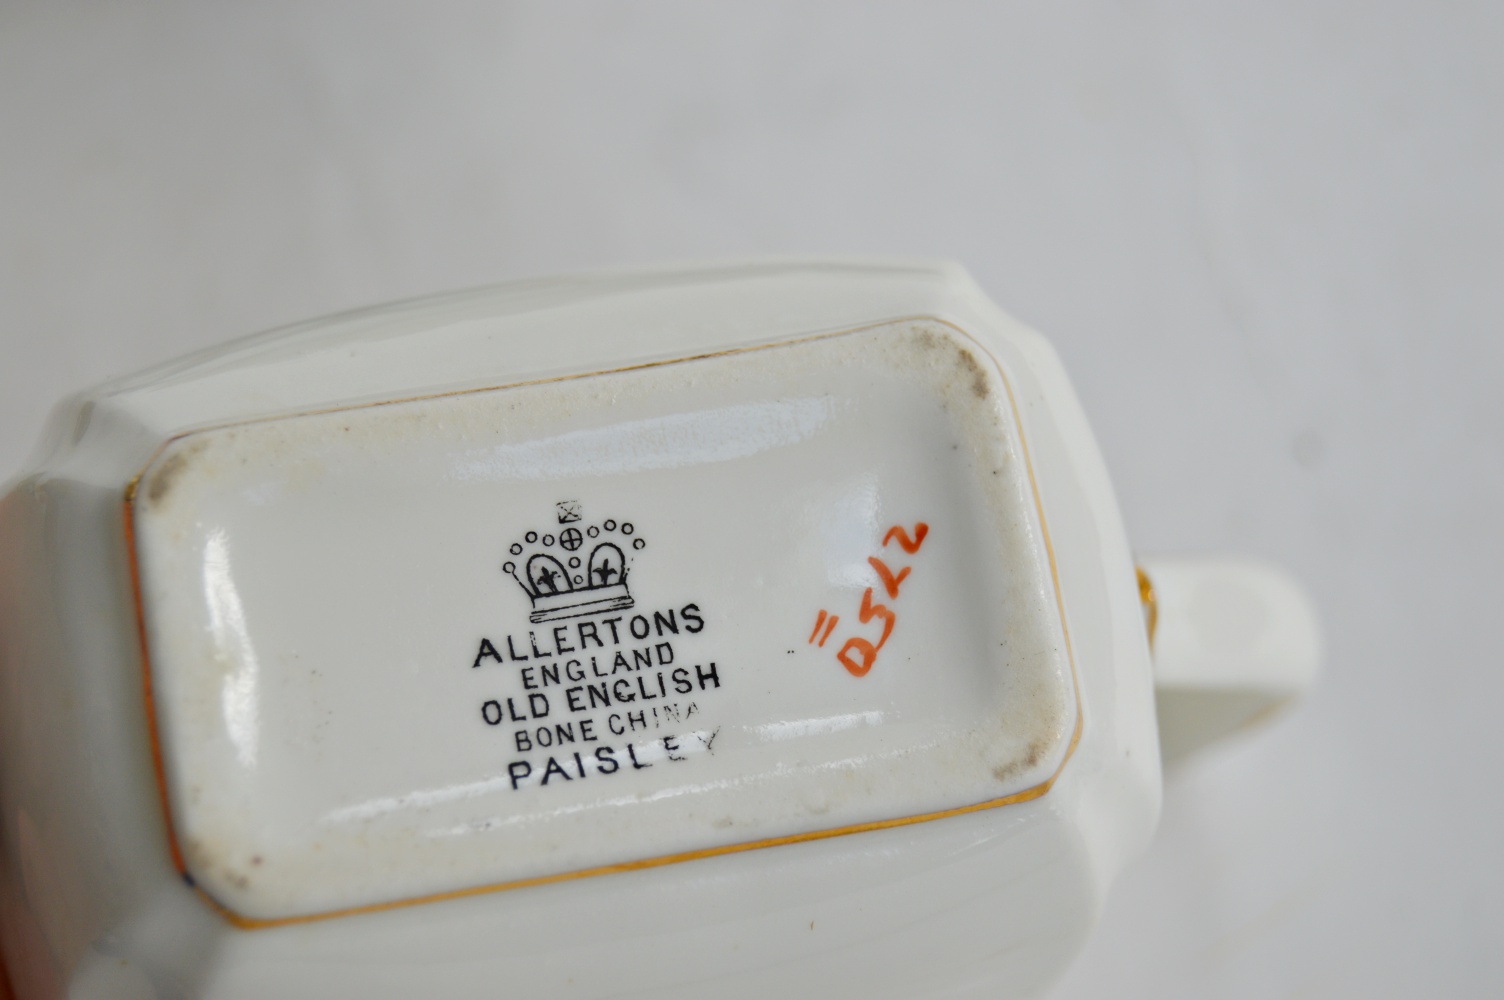 ALLERTONS
ENGLAND
OLD ENGLISH
BONE CHINA
PAISLEY